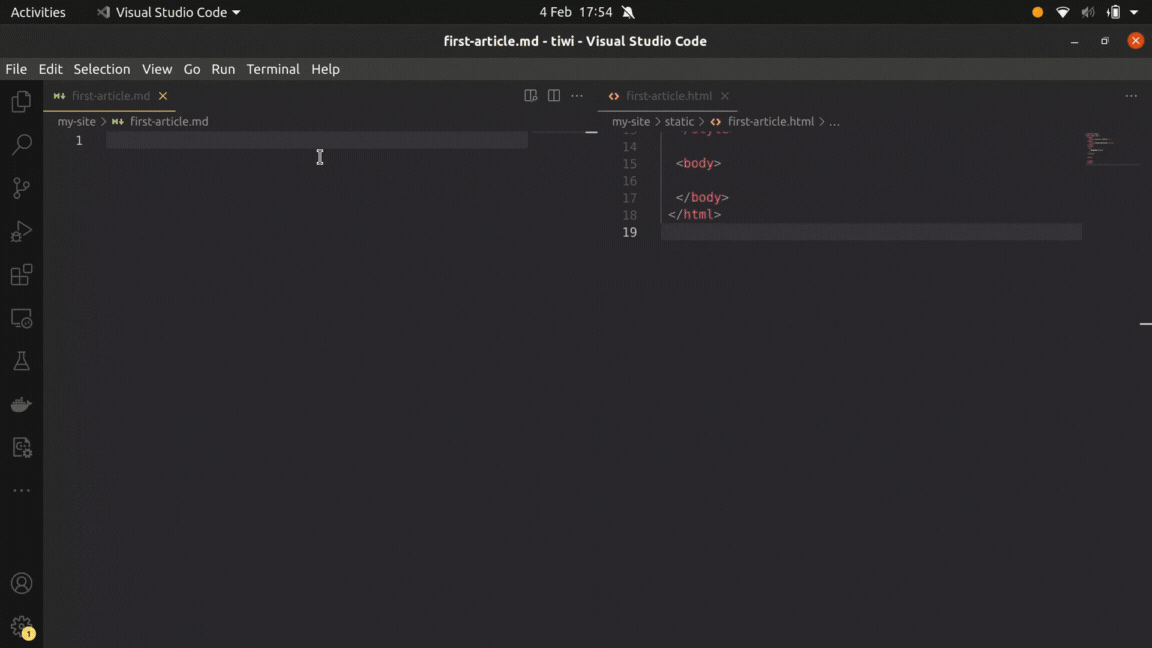 Activities Visual Studio Code 4 Feb 17:54
first-article.md - tiwi - Visual Studio Code
File Edit Selection View Go Run Terminal Help
first-article.md
my-site > first-article.md
1
first-article.html
my-site > static > first-article.html > ...
13 </style>
14
15 <body>
16
17 </body>
18 </html>
19
1